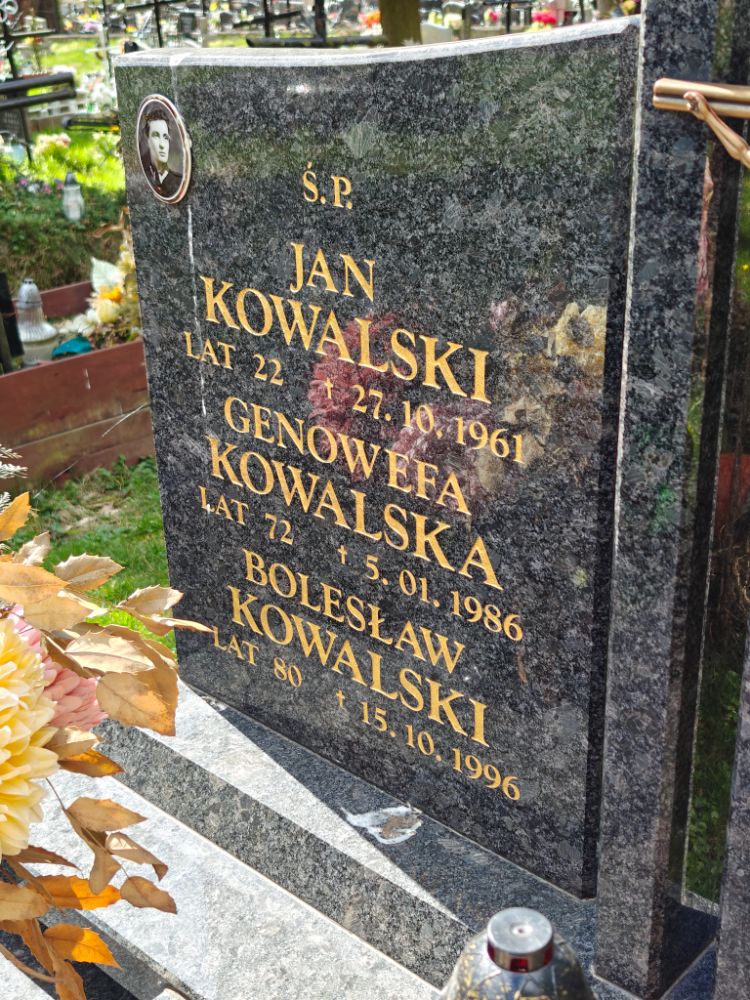 Ś.P.
JAN
KOWALSKI
LAT 22 † 27.10.1961
GENOWEFA
KOWALSKA
LAT 72 † 5.01.1986
BOLESŁAW
KOWALSKI
LAT 80 † 15.10.1996